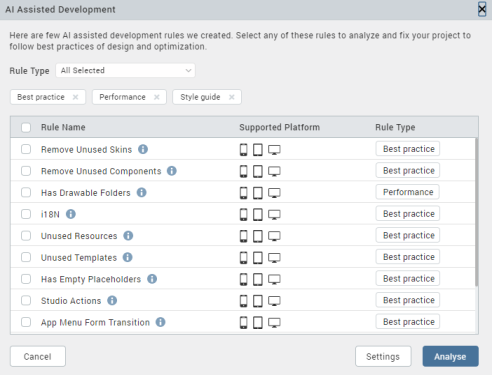 AI Assisted Development
Here are few AI assisted development rules we created. Select any of these rules to analyze and fix your project to
follow best practices of design and optimization.
Rule Type All Selected
Best practice × Performance × Style guide ×
Rule Name Supported Platform Rule Type
Remove Unused Skins Best practice
Remove Unused Components Best practice
Has Drawable Folders Performance
i18N Best practice
Unused Resources Best practice
Unused Templates Best practice
Has Empty Placeholders Best practice
Studio Actions Best practice
App Menu Form Transition Best practice
Cancel Settings Analyse